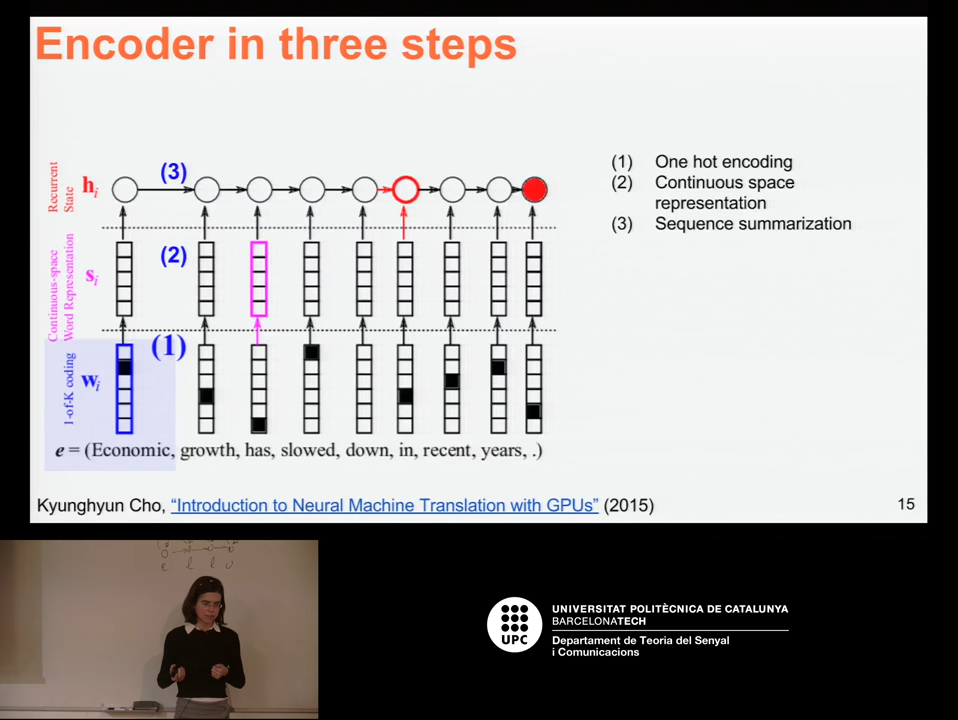 Encoder in three steps
Recurrent
State
hᵢ
(3)
Continuous-space
Word Representation
sᵢ
(2)
1-of-K coding
wᵢ
(1)
e = (Economic, growth, has, slowed, down, in, recent, years, .)
(1) One hot encoding
(2) Continuous space
representation
(3) Sequence summarization
Kyunghyun Cho, “Introduction to Neural Machine Translation with GPUs” (2015)
15
e l l o
UPC
UNIVERSITAT POLITÈCNICA DE CATALUNYA
BARCELONATECH
Departament de Teoria del Senyal
i Comunicacions